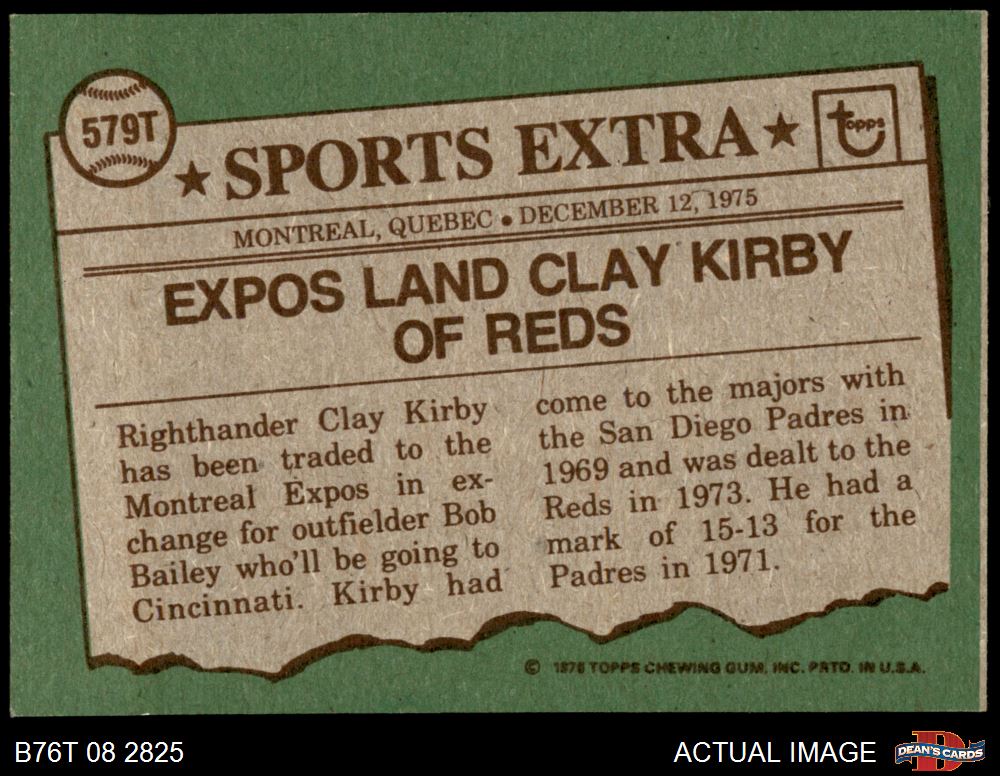 579T
★ SPORTS EXTRA ★
topps
MONTREAL, QUEBEC • DECEMBER 12, 1975
EXPOS LAND CLAY KIRBY
OF REDS
Righthander Clay Kirby
has been traded to the
Montreal Expos in ex-
change for outfielder Bob
Bailey who'll be going to
Cincinnati. Kirby had
come to the majors with
the San Diego Padres in
1969 and was dealt to the
Reds in 1973. He had a
mark of 15-13 for the
Padres in 1971.
© 1976 TOPPS CHEWING GUM, INC. PRTD. IN U.S.A.
B76T 08 2825
ACTUAL IMAGE
DEAN'S CARDS